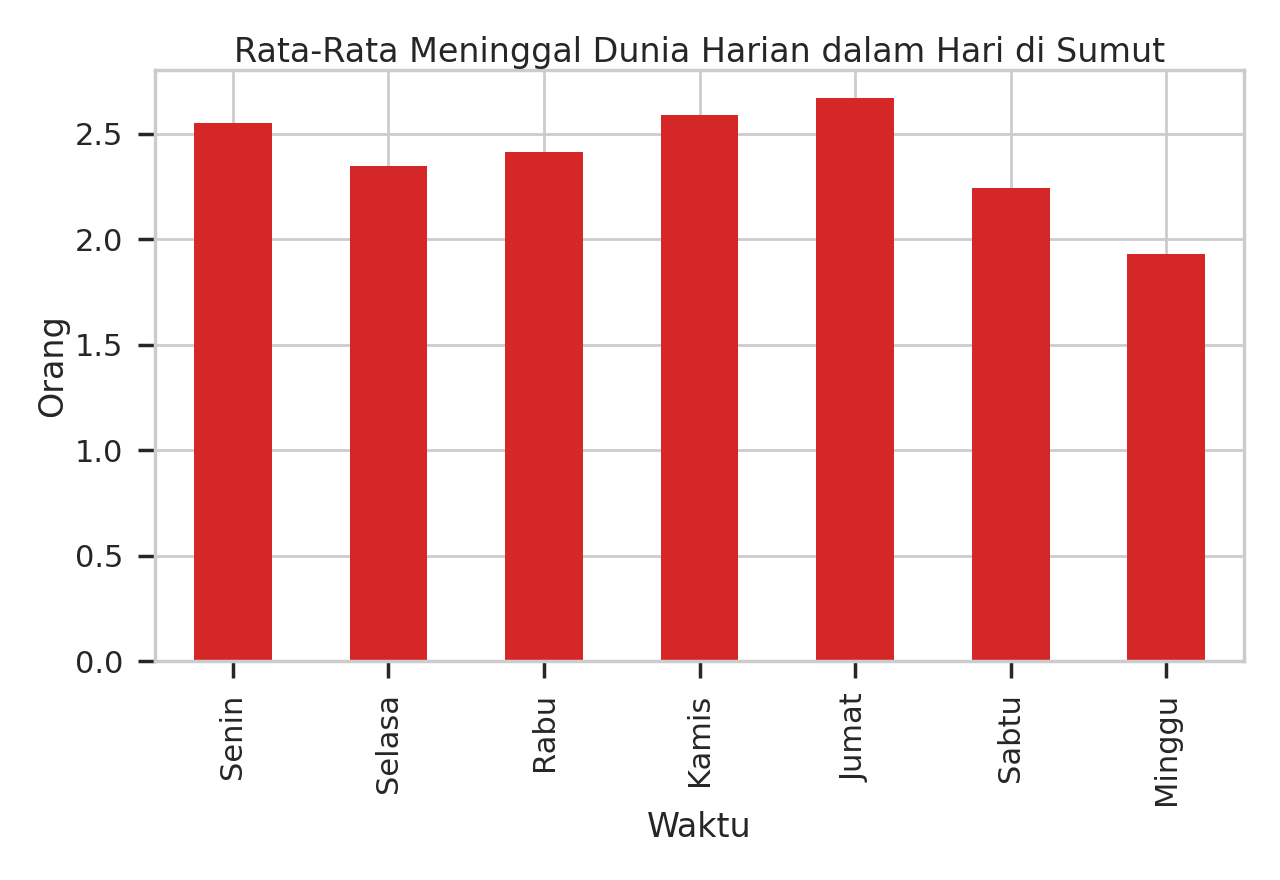 Rata-Rata Meninggal Dunia Harian dalam Hari di Sumut
2.5
2.0
1.5
1.0
0.5
0.0
Orang
Senin
Selasa
Rabu
Kamis
Jumat
Sabtu
Minggu
Waktu